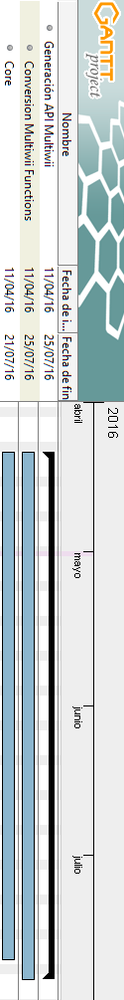 GANTT
project
2016
Nombre Fecha de i... Fecha de fin abril mayo junio julio
Generación API Multiwii 11/04/16 25/07/16
Conversion Multiwii Functions 11/04/16 25/07/16
Core 11/04/16 21/07/16